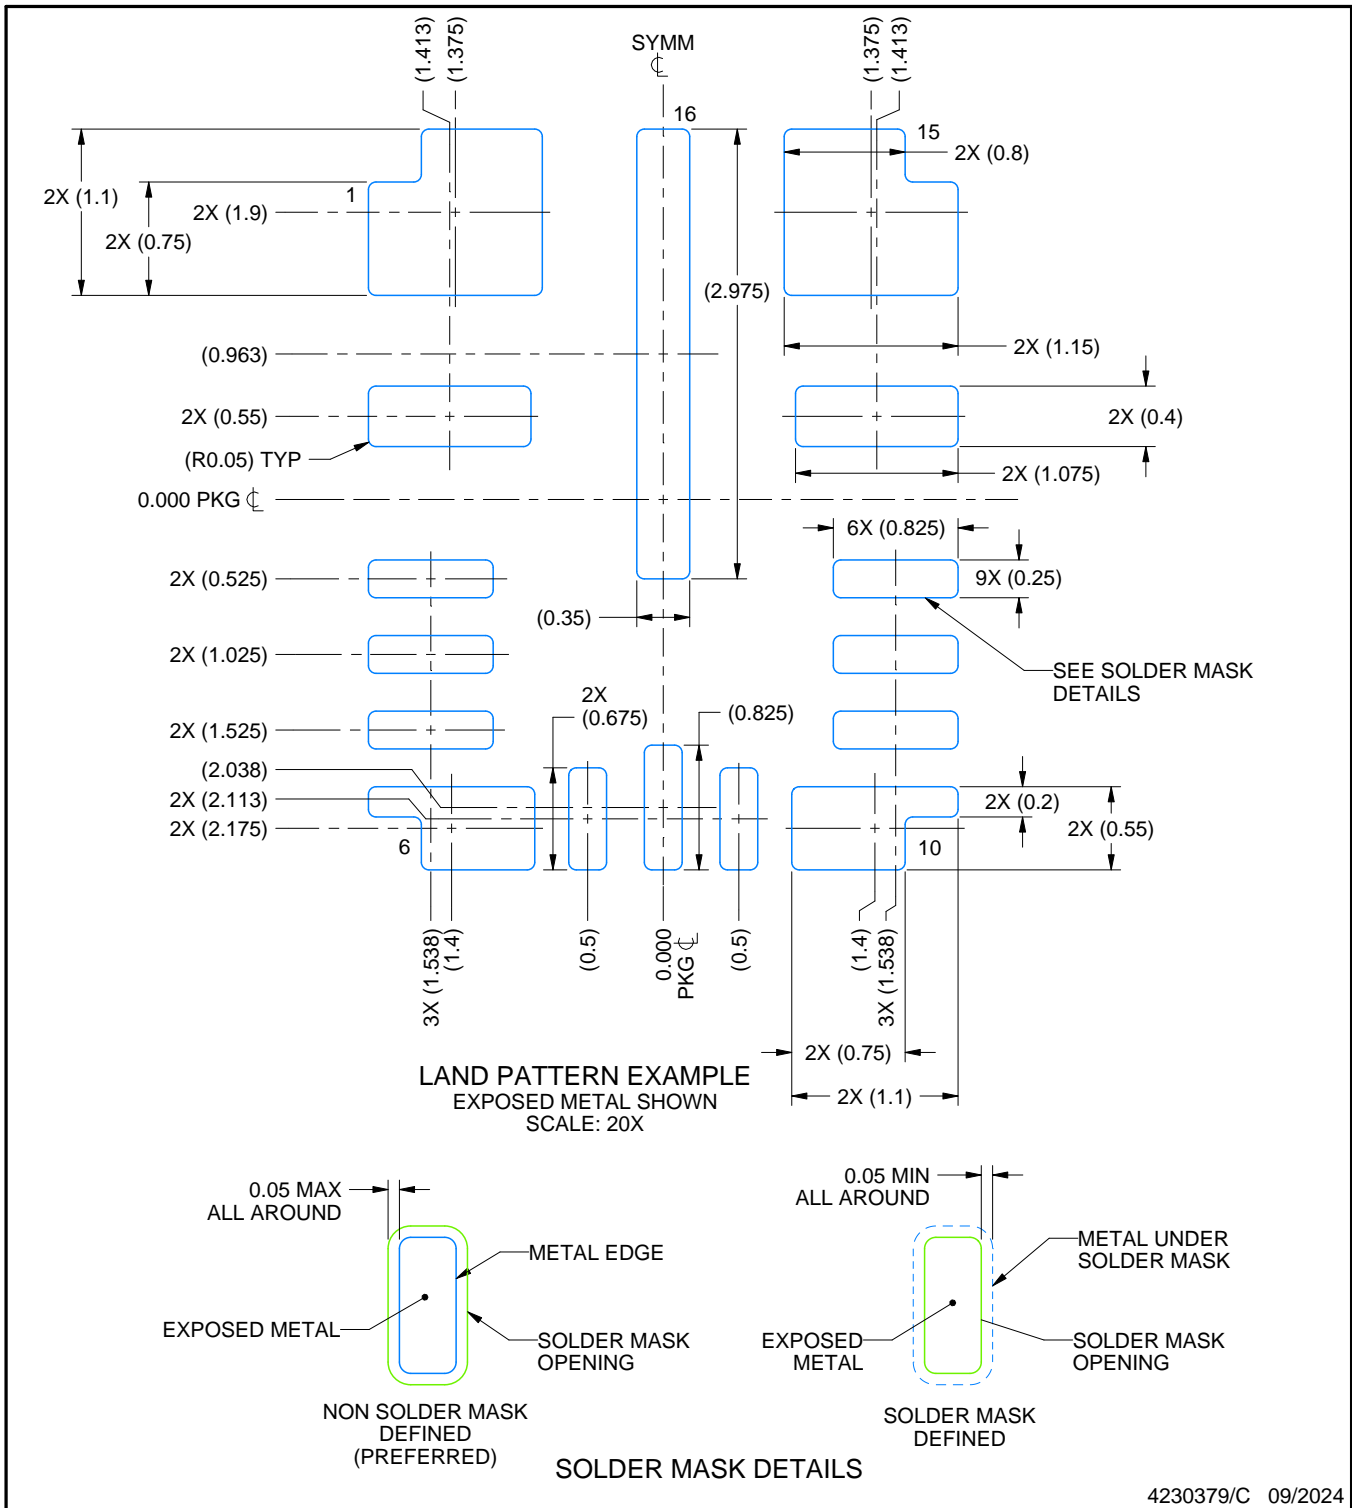 (1.413)
(1.375)
SYMM
℄
(1.375)
(1.413)
16
15
2X (0.8)
2X (1.1)
1
2X (1.9)
2X (0.75)
(2.975)
(0.963)
2X (1.15)
2X (0.55)
2X (0.4)
(R0.05) TYP
2X (1.075)
0.000 PKG ℄
6X (0.825)
2X (0.525)
9X (0.25)
(0.35)
2X (1.025)
SEE SOLDER MASK
DETAILS
2X
(0.675)
(0.825)
2X (1.525)
(2.038)
2X (2.113)
2X (0.2)
2X (2.175)
2X (0.55)
6
10
3X (1.538)
(1.4)
(0.5)
0.000
PKG ℄
(0.5)
(1.4)
3X (1.538)
2X (0.75)
2X (1.1)
LAND PATTERN EXAMPLE
EXPOSED METAL SHOWN
SCALE: 20X
0.05 MAX
ALL AROUND
METAL EDGE
EXPOSED METAL
SOLDER MASK
OPENING
NON SOLDER MASK
DEFINED
(PREFERRED)
0.05 MIN
ALL AROUND
METAL UNDER
SOLDER MASK
EXPOSED
METAL
SOLDER MASK
OPENING
SOLDER MASK
DEFINED
SOLDER MASK DETAILS
4230379/C 09/2024